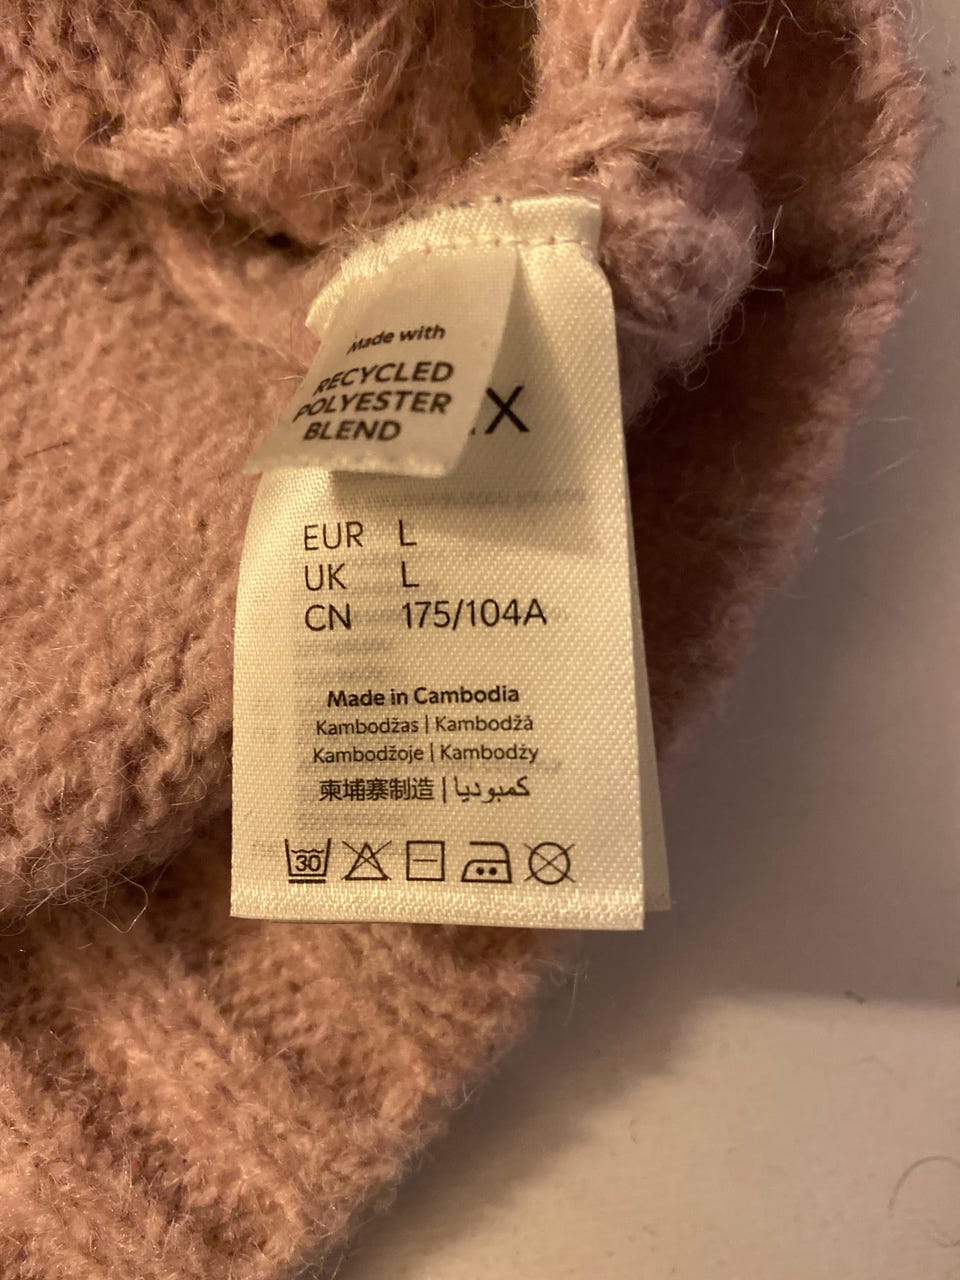 Made with
RECYCLED
POLYESTER
BLEND
X
EUR L
UK L
CN 175/104A
Made in Cambodia
Kambodžas | Kambodžā
Kambodžoje | Kambodžy
柬埔寨制造 | كمبوديا
30